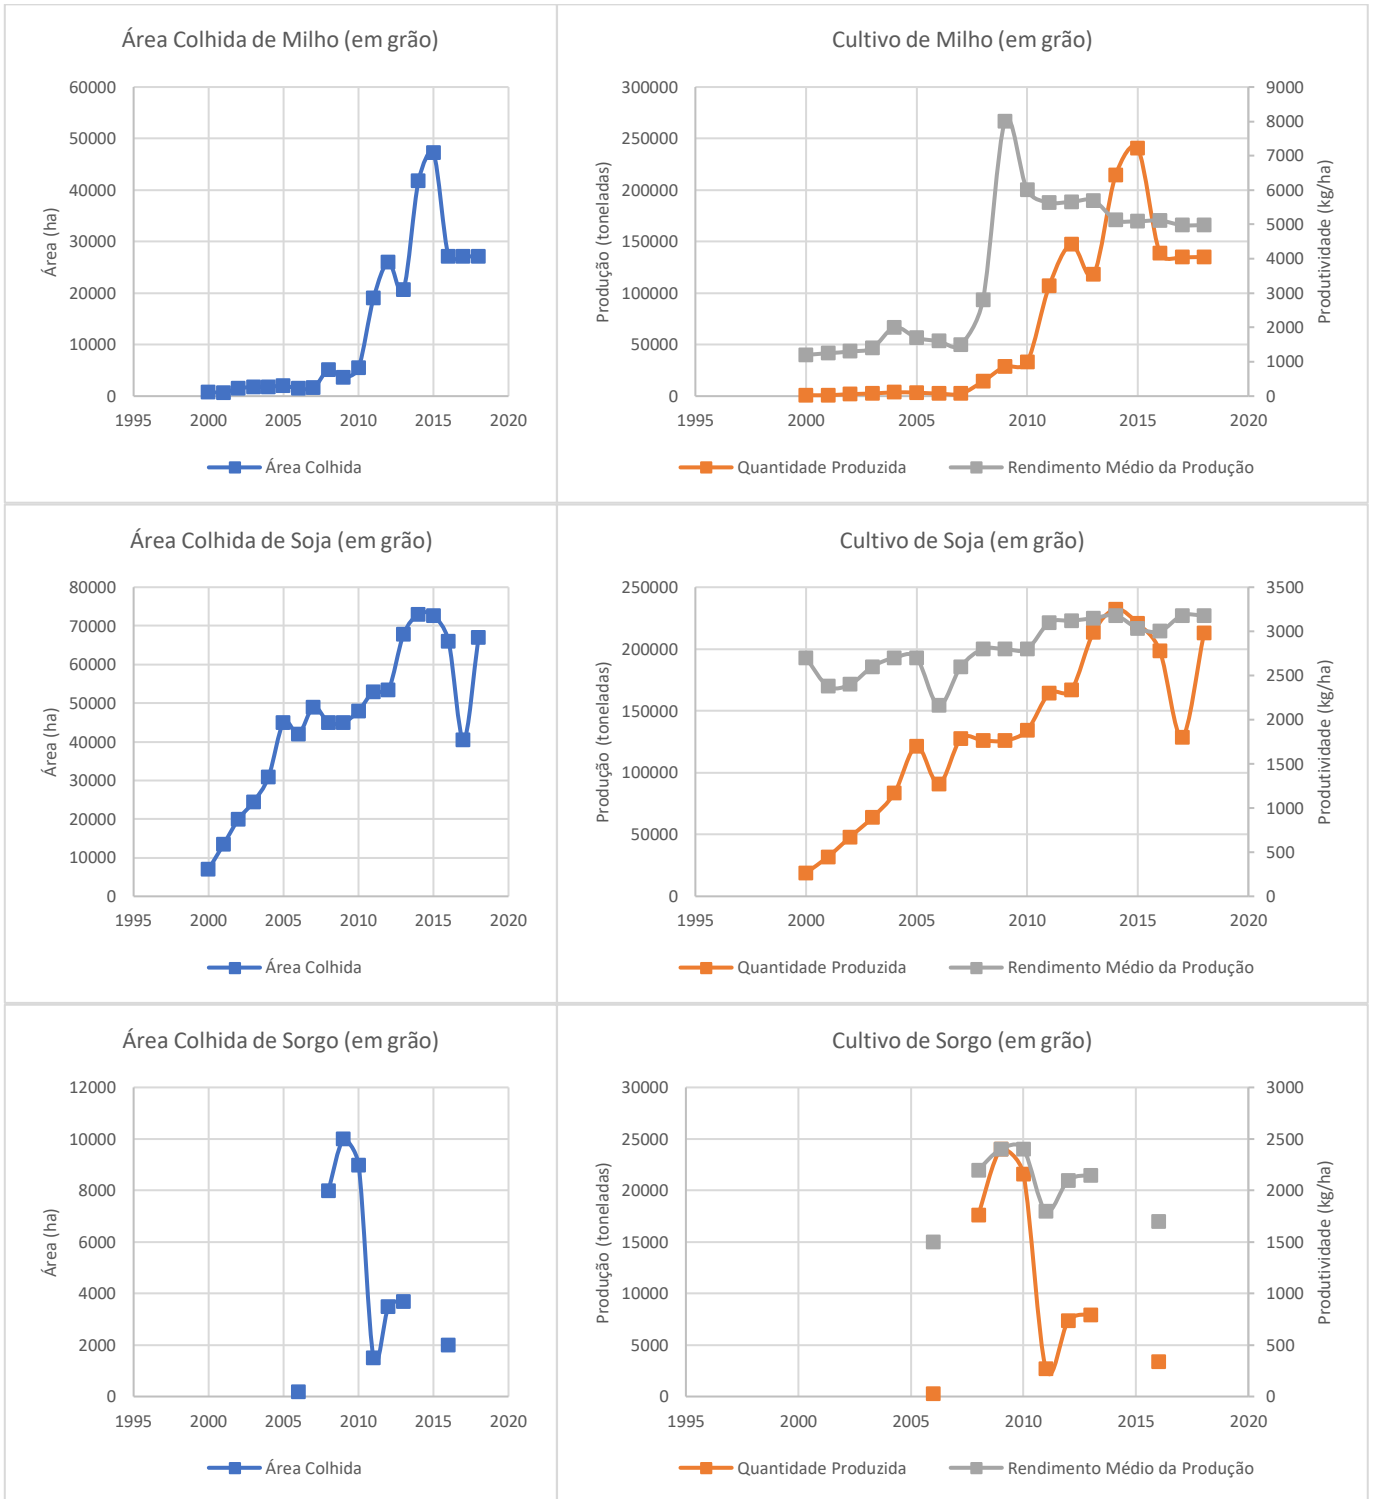 Área Colhida de Milho (em grão)
60000
50000
40000
30000
20000
10000
0
Área (ha)
1995 2000 2005 2010 2015 2020
Área Colhida
Cultivo de Milho (em grão)
300000 9000
8000
250000
7000
200000 6000
5000
150000
4000
100000 3000
2000
50000
1000
0 0
Produção (toneladas)
Produtividade (kg/ha)
1995 2000 2005 2010 2015 2020
Quantidade Produzida Rendimento Médio da Produção
Área Colhida de Soja (em grão)
80000
70000
60000
50000
40000
30000
20000
10000
0
Área (ha)
1995 2000 2005 2010 2015 2020
Área Colhida
Cultivo de Soja (em grão)
250000 3500
3000
200000
2500
150000
2000
1500
100000
1000
50000
500
0 0
Produção (toneladas)
Produtividade (kg/ha)
1995 2000 2005 2010 2015 2020
Quantidade Produzida Rendimento Médio da Produção
Área Colhida de Sorgo (em grão)
12000
10000
8000
6000
4000
2000
0
Área (ha)
1995 2000 2005 2010 2015 2020
Área Colhida
Cultivo de Sorgo (em grão)
30000 3000
25000 2500
20000 2000
15000 1500
10000 1000
5000 500
0 0
Produção (toneladas)
Produtividade (kg/ha)
1995 2000 2005 2010 2015 2020
Quantidade Produzida Rendimento Médio da Produção